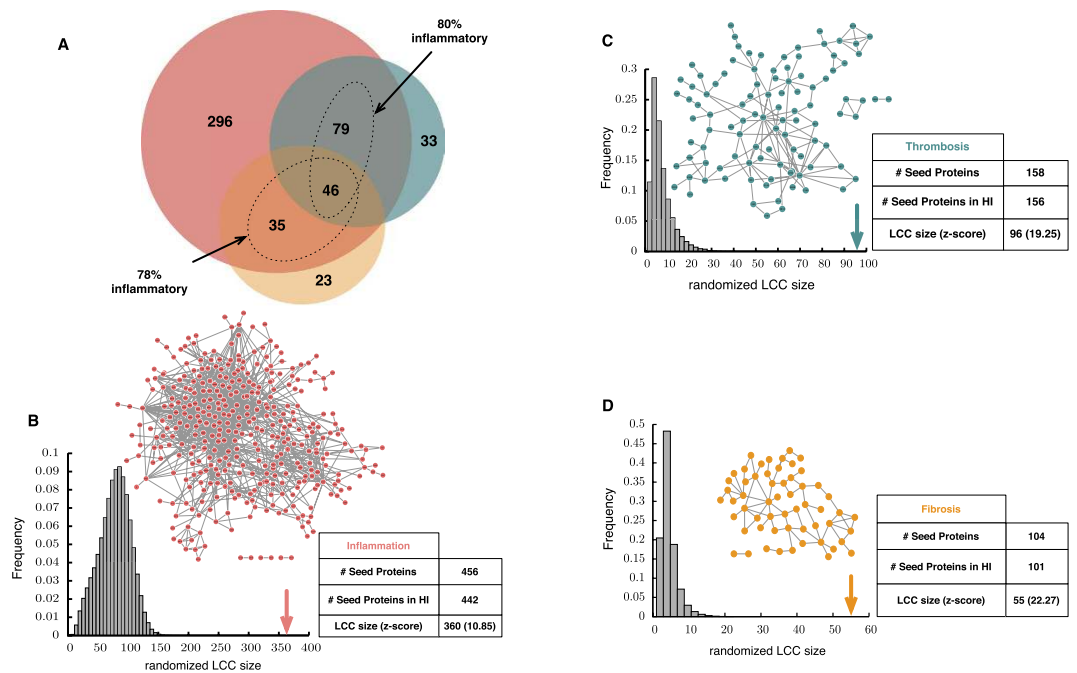 A
80%
inflammatory
296
79
33
46
35
23
78%
inflammatory
B
Frequency
0.1
0.09
0.08
0.07
0.06
0.05
0.04
0.03
0.02
0.01
0
0 50 100 150 200 250 300 350 400
randomized LCC size
Inflammation
# Seed Proteins 456
# Seed Proteins in HI 442
LCC size (z-score) 360 (10.85)
C
Frequency
0.3
0.25
0.2
0.15
0.1
0.05
0
0 10 20 30 40 50 60 70 80 90 100
randomized LCC size
Thrombosis
# Seed Proteins 158
# Seed Proteins in HI 156
LCC size (z-score) 96 (19.25)
D
Frequency
0.5
0.45
0.4
0.35
0.3
0.25
0.2
0.15
0.1
0.05
0
0 10 20 30 40 50 60
randomized LCC size
Fibrosis
# Seed Proteins 104
# Seed Proteins in HI 101
LCC size (z-score) 55 (22.27)